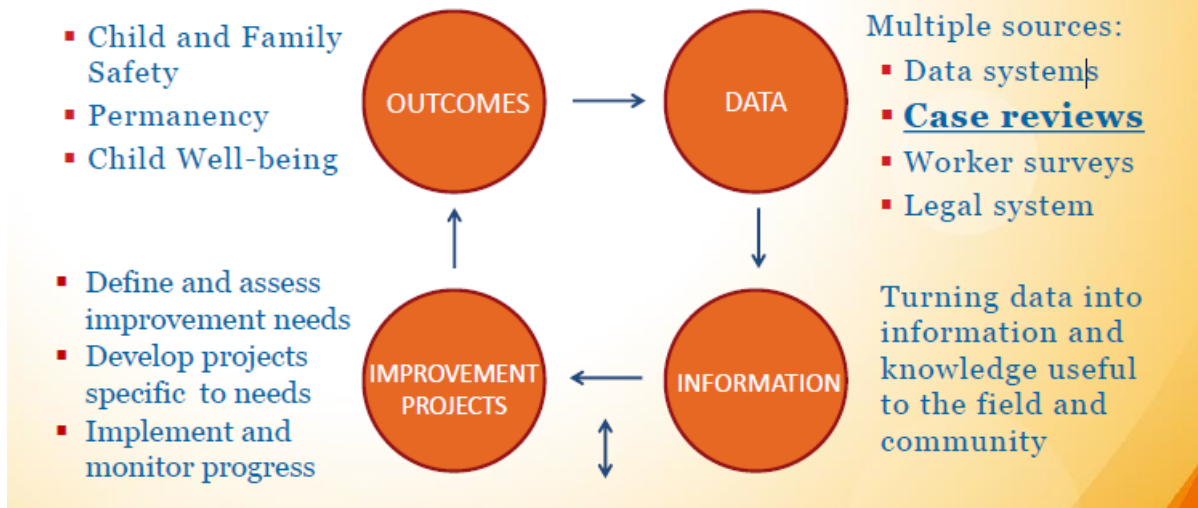 ▪ Child and Family
Safety
▪ Permanency
▪ Child Well-being
OUTCOMES
DATA
Multiple sources:
▪ Data systems
▪ Case reviews
▪ Worker surveys
▪ Legal system
▪ Define and assess
improvement needs
▪ Develop projects
specific to needs
▪ Implement and
monitor progress
IMPROVEMENT
PROJECTS
INFORMATION
Turning data into
information and
knowledge useful
to the field and
community